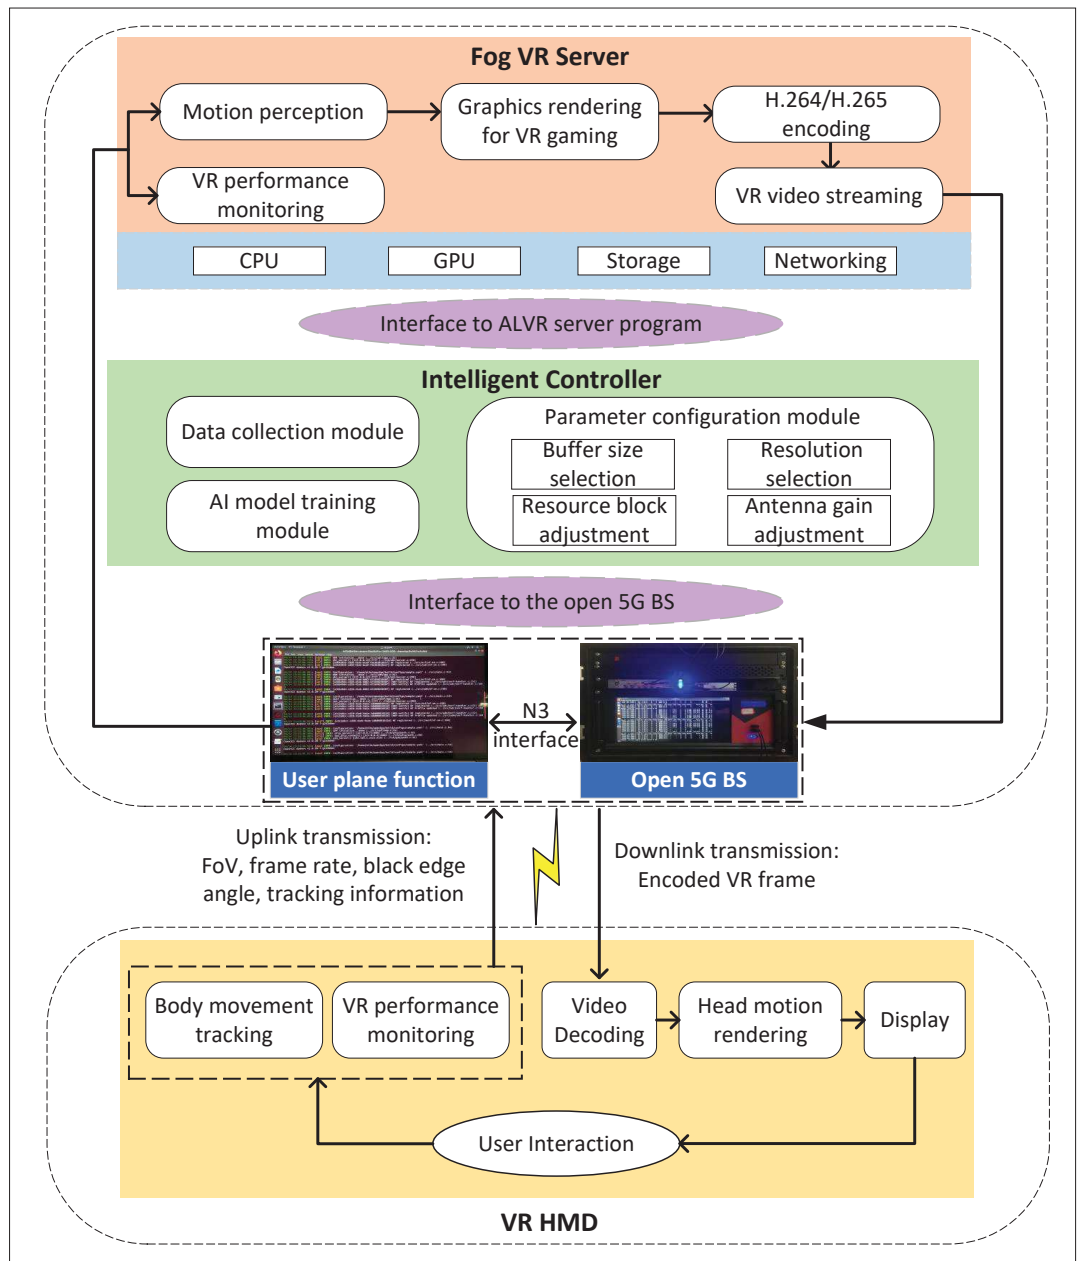 Fog VR Server
Motion perception
Graphics rendering
for VR gaming
H.264/H.265
encoding
VR performance
monitoring
VR video streaming
CPU
GPU
Storage
Networking
Interface to ALVR server program
Intelligent Controller
Data collection module
AI model training
module
Parameter configuration module
Buffer size
selection
Resolution
selection
Resource block
adjustment
Antenna gain
adjustment
Interface to the open 5G BS
N3
interface
User plane function
Open 5G BS
Uplink transmission:
FoV, frame rate, black edge
angle, tracking information
Downlink transmission:
Encoded VR frame
Body movement
tracking
VR performance
monitoring
Video
Decoding
Head motion
rendering
Display
User Interaction
VR HMD